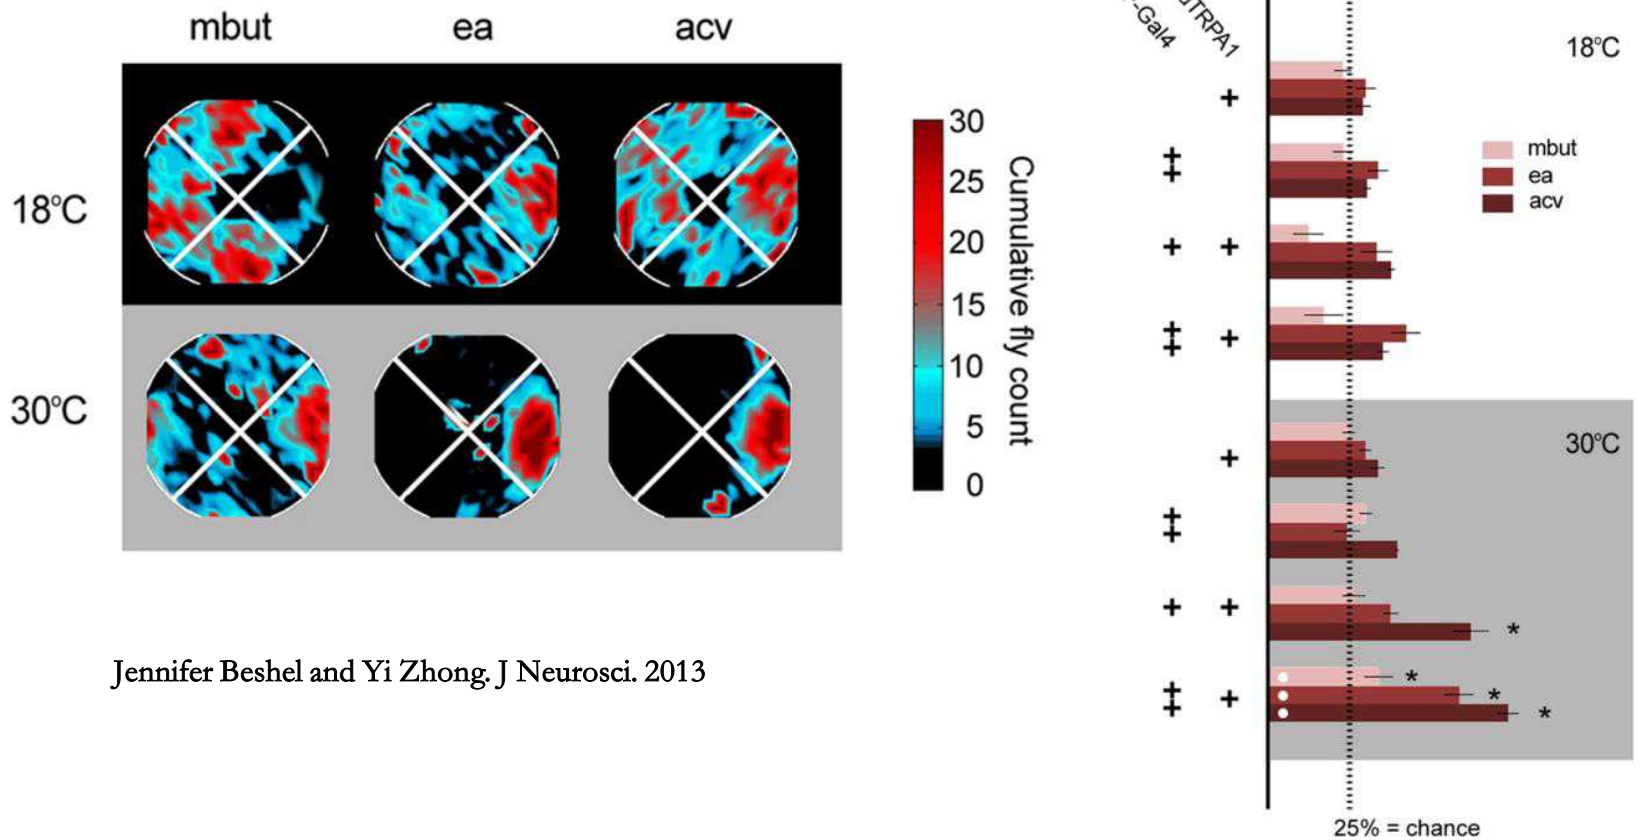 mbut ea acv
18°C
30°C
30
25
20
15
10
5
0
Cumulative fly count
Jennifer Beshel and Yi Zhong. J Neurosci. 2013
-Gal4
TRPA1
18°C
mbut
ea
acv
+
+
+
+ +
+
+ +
30°C
+
+
+
+ +
*
+
+ +
*
*
*
25% = chance